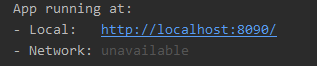 App running at:
- Local:   http://localhost:8090/
- Network: unavailable